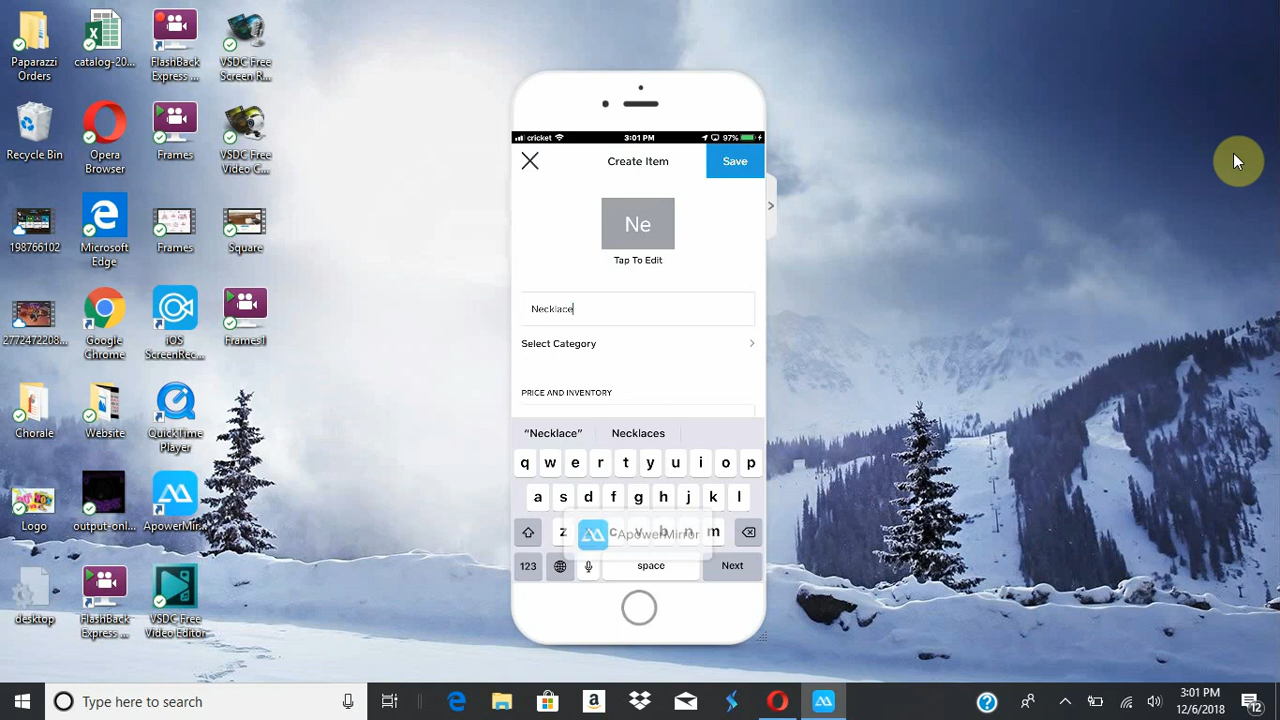 Paparazzi Orders
catalog-20...
FlashBack Express ...
VSDC Free Screen R...
Recycle Bin
Opera Browser
Frames
VSDC Free Video C...
198766102
Microsoft Edge
Frames
Square
2772472208...
Google Chrome
iOS ScreenRec...
Frames1
Chorale
Website
QuickTime Player
Logo
output-onl...
ApowerMir...
desktop
FlashBack Express ...
VSDC Free Video Editor
cricket
3:01 PM
97%
Create Item
Save
Ne
Tap To Edit
Necklace
Select Category
PRICE AND INVENTORY
“Necklace”
Necklaces
q w e r t y u i o p
a s d f g h j k l
z c v b n m
ApowerMirror
123
space
Next
Type here to search
3:01 PM
12/6/2018
12